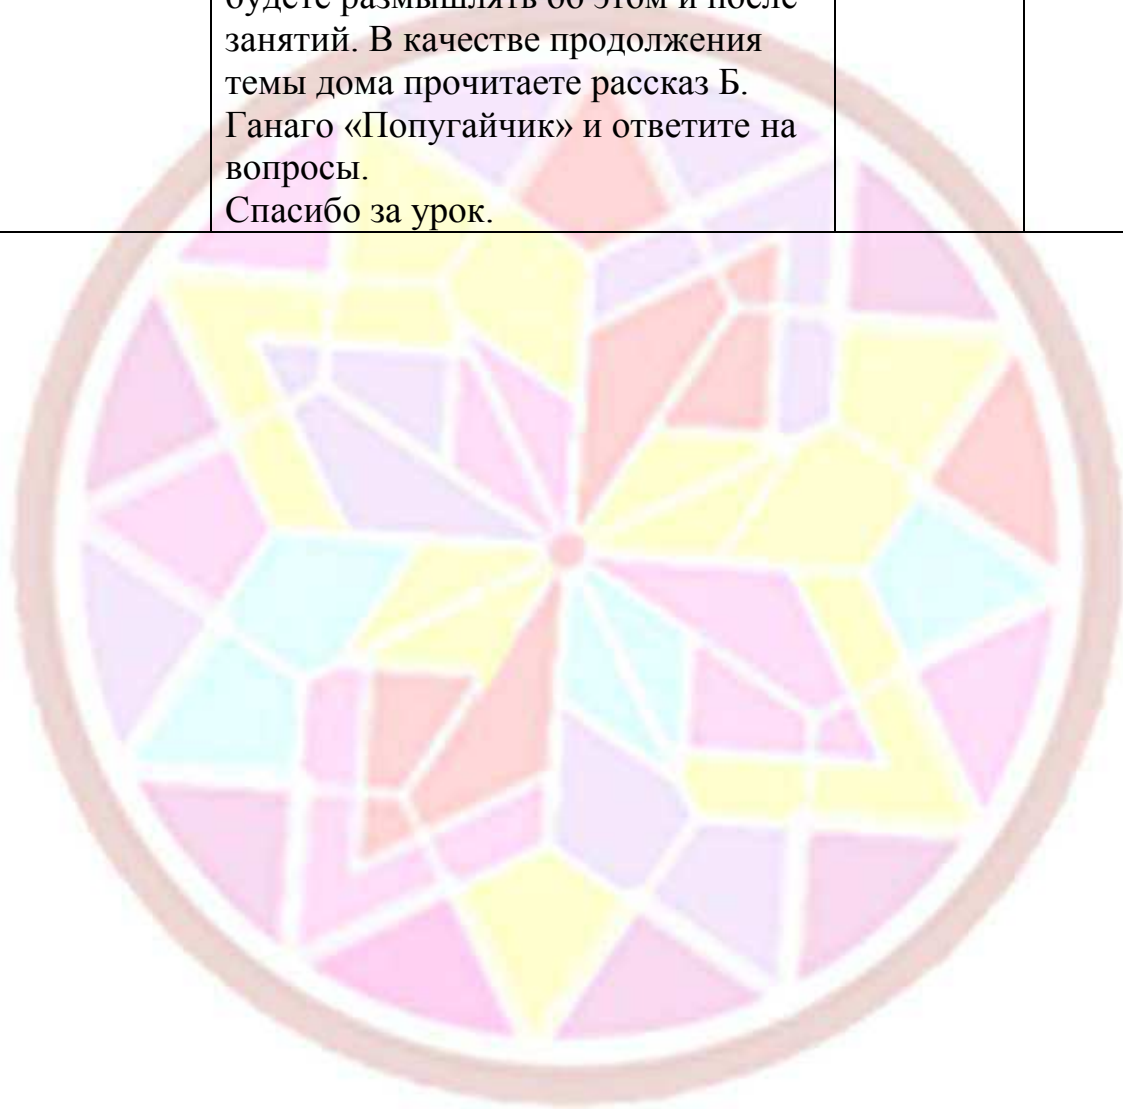 будете размышлять об этом и после
занятий. В качестве продолжения
темы дома прочитаете рассказ Б.
Ганаго «Попугайчик» и ответите на
вопросы.
Спасибо за урок.